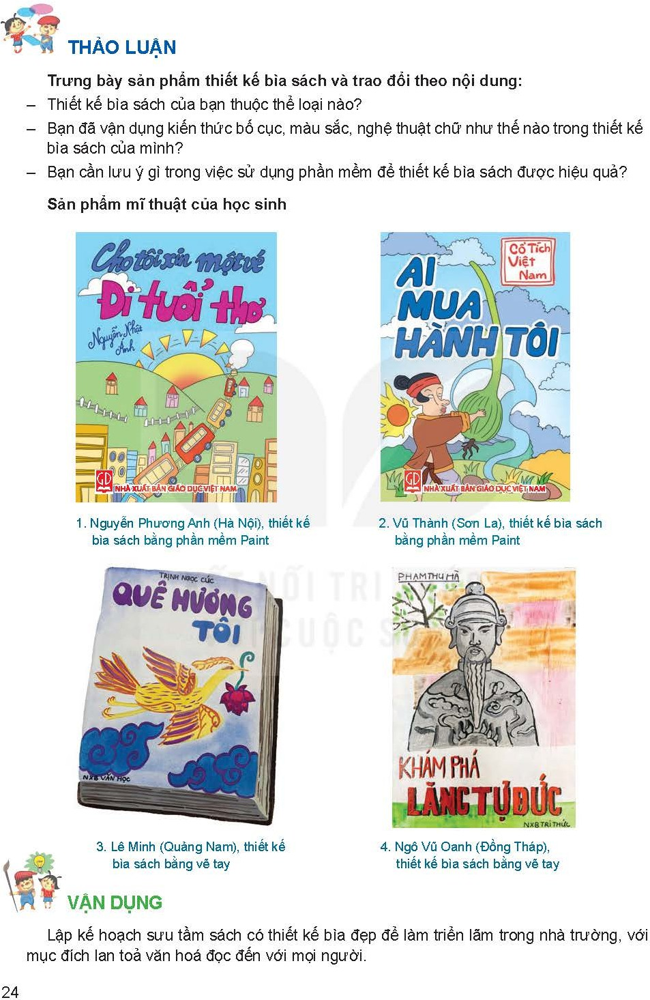 THẢO LUẬN
Trưng bày sản phẩm thiết kế bìa sách và trao đổi theo nội dung:
– Thiết kế bìa sách của bạn thuộc thể loại nào?
– Bạn đã vận dụng kiến thức bố cục, màu sắc, nghệ thuật chữ như thế nào trong thiết kế
bìa sách của mình?
– Bạn cần lưu ý gì trong việc sử dụng phần mềm để thiết kế bìa sách được hiệu quả?
Sản phẩm mĩ thuật của học sinh
Cho tôi xin một vé
Đi tuổi thơ
Nguyễn Nhật
Ánh
GD
NHÀ XUẤT BẢN GIÁO DỤC VIỆT NAM
Cổ Tích
Việt
Nam
AI
MUA
HÀNH TÔI
GD
NHÀ XUẤT BẢN GIÁO DỤC VIỆT NAM
1. Nguyễn Phương Anh (Hà Nội), thiết kế
bìa sách bằng phần mềm Paint
2. Vũ Thành (Sơn La), thiết kế bìa sách
bằng phần mềm Paint
TRỊNH NGỌC CÚC
QUÊ HƯƠNG
TÔI
NXB VĂN HỌC
PHẠM THU HÀ
KHÁM PHÁ
LĂNG TỰ ĐỨC
NXB TRI THỨC
3. Lê Minh (Quảng Nam), thiết kế
bìa sách bằng vẽ tay
4. Ngô Vũ Oanh (Đồng Tháp),
thiết kế bìa sách bằng vẽ tay
VẬN DỤNG
Lập kế hoạch sưu tầm sách có thiết kế bìa đẹp để làm triển lãm trong nhà trường, với
mục đích lan toả văn hoá đọc đến với mọi người.
24